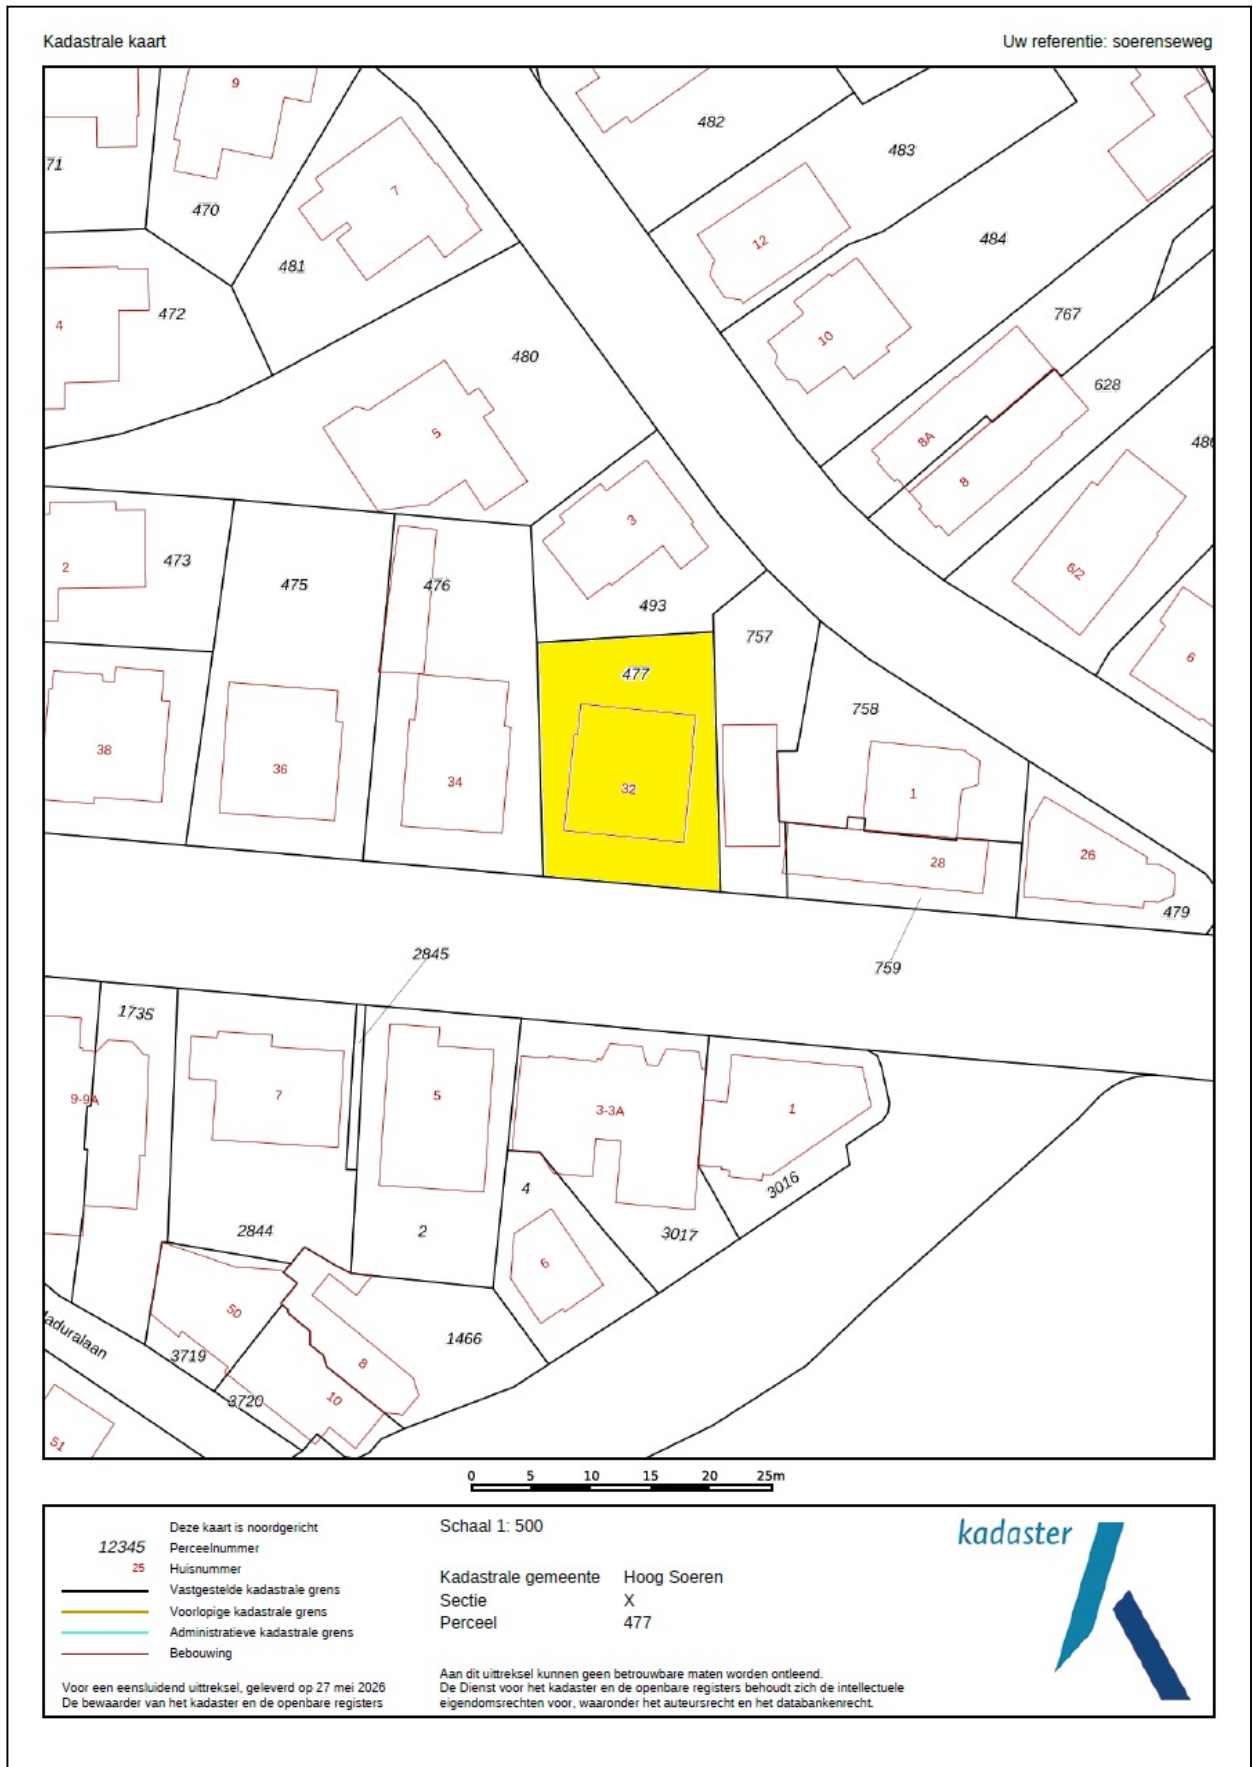 Kadastrale kaart
Uw referentie: soerenseweg
9
482
483
71
7
470
12
484
481
472
767
4
10
480
628
5
8A
486
8
3
473
2
475
476
6/2
493
757
6
477
758
38
36
34
32
1
28
26
479
2845
759
1735
9-9A
7
5
3-3A
1
4
3016
2844
2
3017
6
50
1466
Maduralaan
3719
8
3720
10
51
0 5 10 15 20 25m
Deze kaart is noordgericht
12345 Perceelnummer
25 Huisnummer
Vastgestelde kadastrale grens
Voorlopige kadastrale grens
Administratieve kadastrale grens
Bebouwing
Voor een eensluidend uittreksel, geleverd op 27 mei 2026
De bewaarder van het kadaster en de openbare registers
Schaal 1: 500
Kadastrale gemeente Hoog Soeren
Sectie X
Perceel 477
Aan dit uittreksel kunnen geen betrouwbare maten worden ontleend.
De Dienst voor het kadaster en de openbare registers behoudt zich de intellectuele
eigendomsrechten voor, waaronder het auteursrecht en het databankenrecht.
kadaster